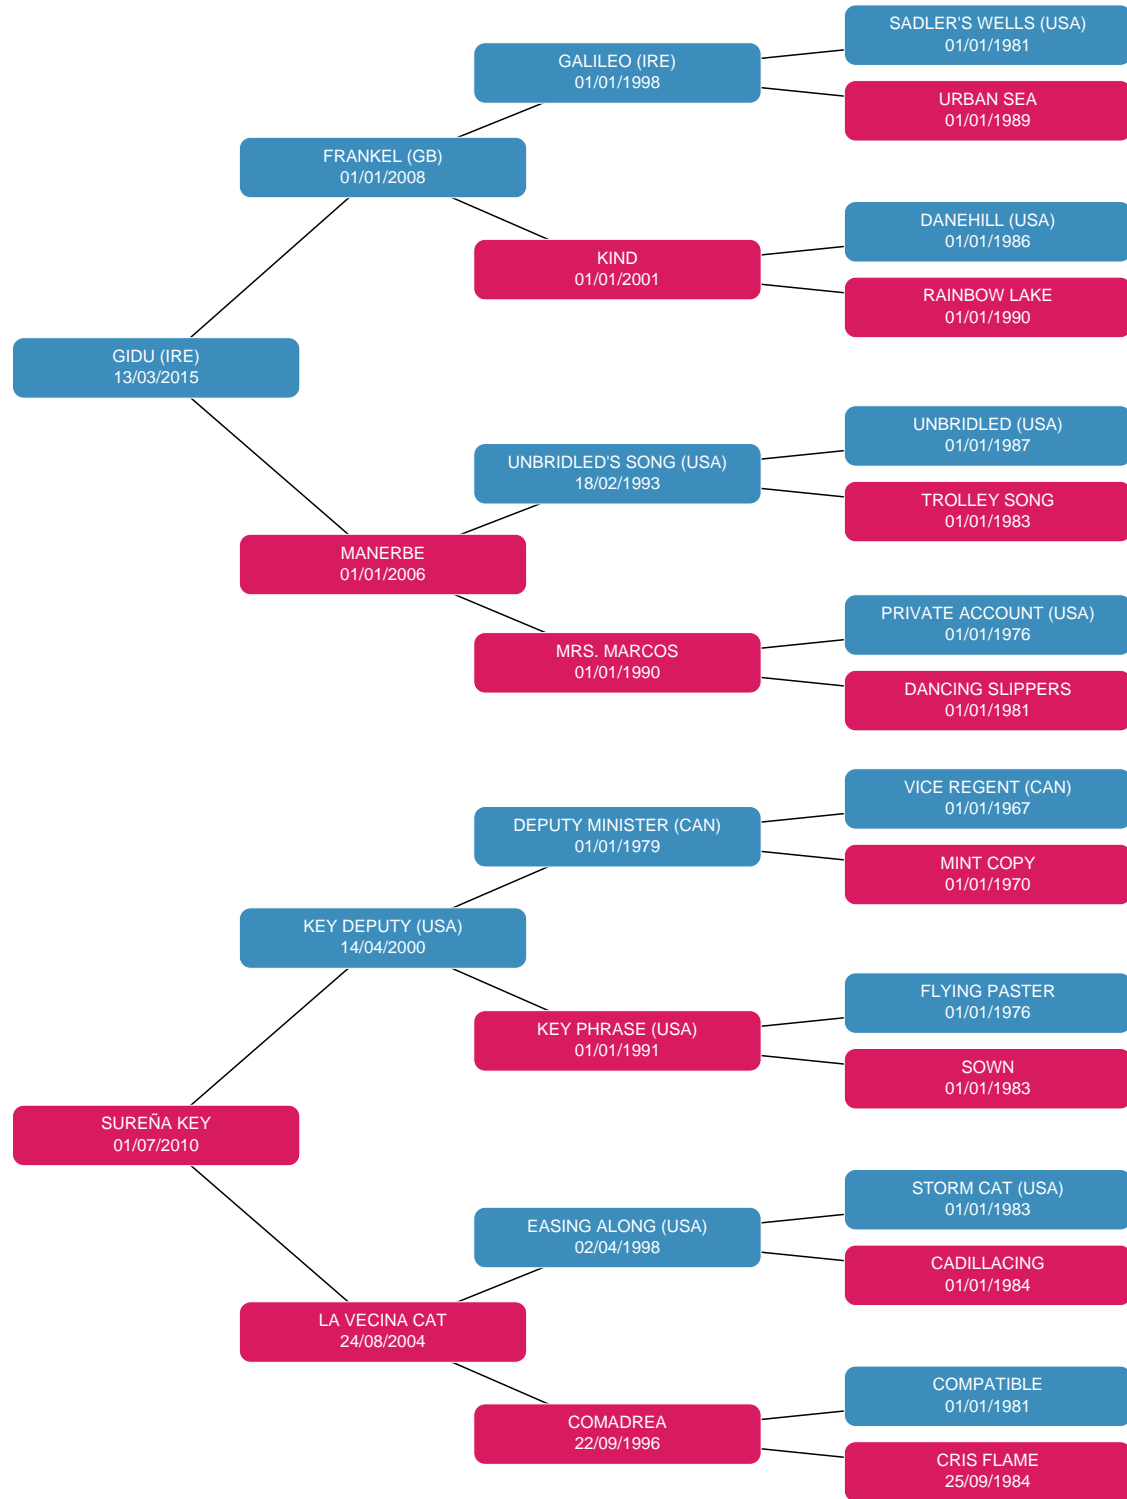 SADLER'S WELLS (USA)
01/01/1981
GALILEO (IRE)
01/01/1998
URBAN SEA
01/01/1989
FRANKEL (GB)
01/01/2008
DANEHILL (USA)
01/01/1986
KIND
01/01/2001
RAINBOW LAKE
01/01/1990
GIDU (IRE)
13/03/2015
UNBRIDLED (USA)
01/01/1987
UNBRIDLED'S SONG (USA)
18/02/1993
TROLLEY SONG
01/01/1983
MANERBE
01/01/2006
PRIVATE ACCOUNT (USA)
01/01/1976
MRS. MARCOS
01/01/1990
DANCING SLIPPERS
01/01/1981
VICE REGENT (CAN)
01/01/1967
DEPUTY MINISTER (CAN)
01/01/1979
MINT COPY
01/01/1970
KEY DEPUTY (USA)
14/04/2000
FLYING PASTER
01/01/1976
KEY PHRASE (USA)
01/01/1991
SOWN
01/01/1983
SUREÑA KEY
01/07/2010
STORM CAT (USA)
01/01/1983
EASING ALONG (USA)
02/04/1998
CADILLACING
01/01/1984
LA VECINA CAT
24/08/2004
COMPATIBLE
01/01/1981
COMADREA
22/09/1996
CRIS FLAME
25/09/1984